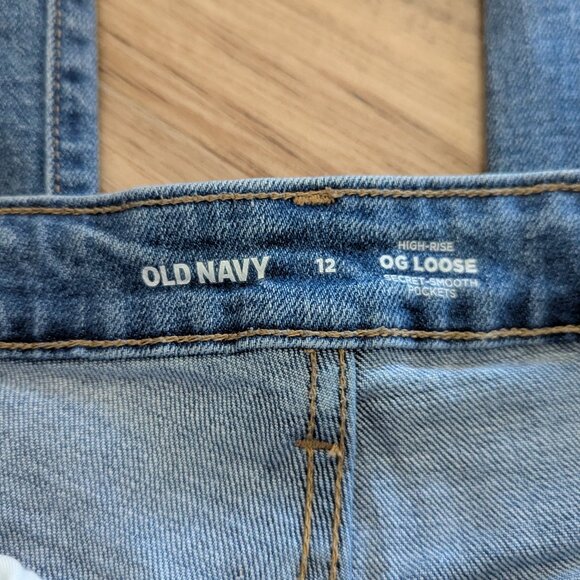 OLD NAVY
12
HIGH-RISE
OG LOOSE
SECRET-SMOOTH
POCKETS